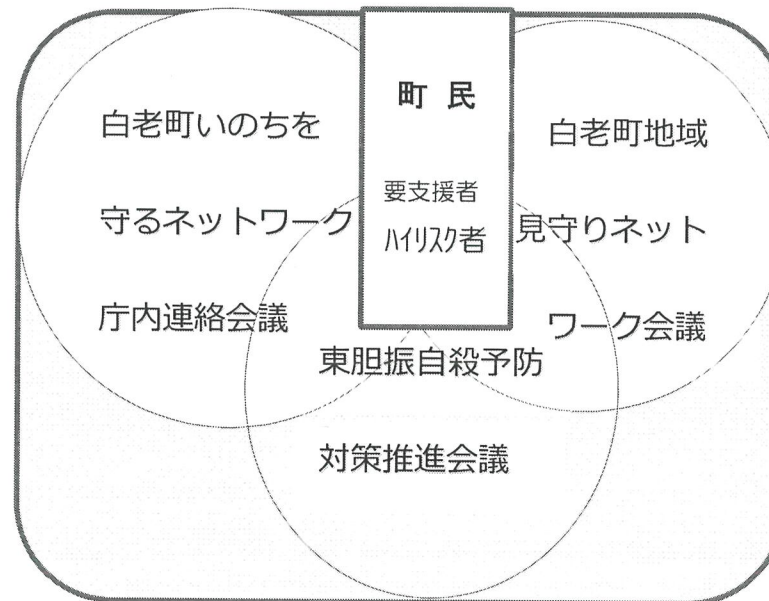 白老町いのちを
守るネットワーク
庁内連絡会議
町 民
要支援者
ハイリスク者
白老町地域
見守りネット
ワーク会議
東胆振自殺予防
対策推進会議